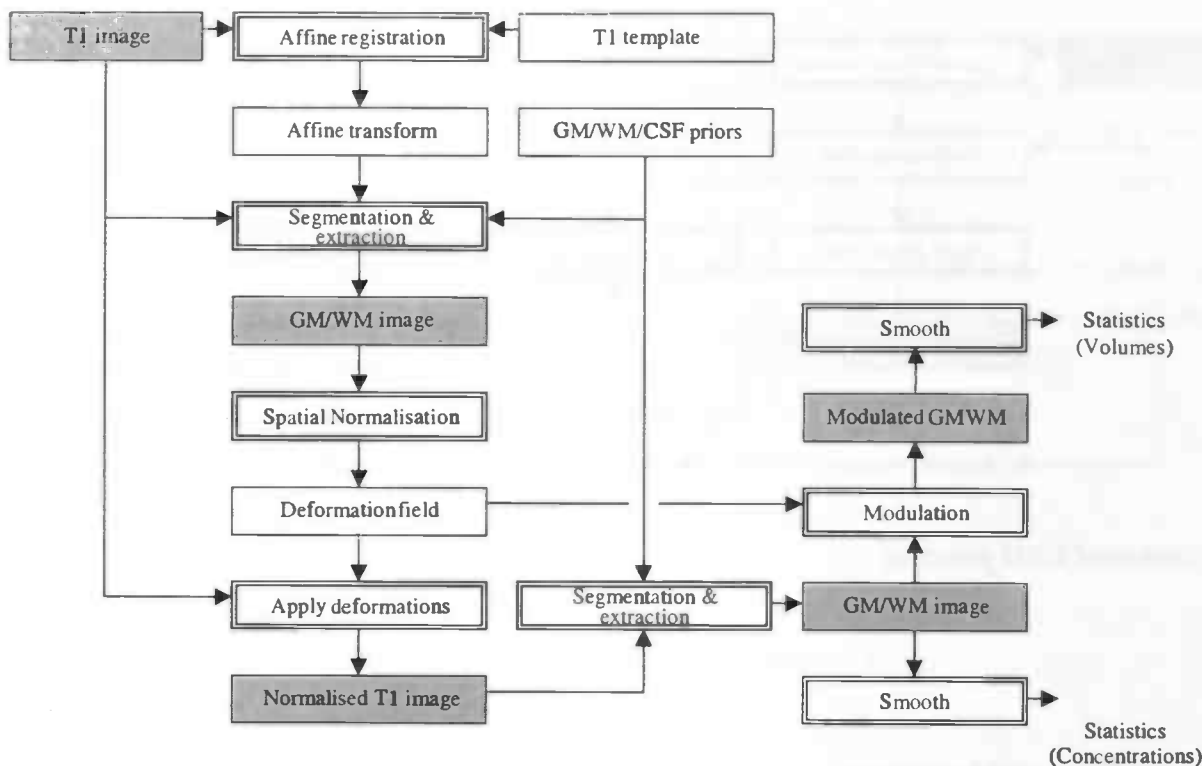 T1 image
Affine registration
T1 template
Affine transform
GM/WM/CSF priors
Segmentation &
extraction
GM/WM image
Smooth
Statistics
(Volumes)
Spatial Normalisation
Modulated GMWM
Deformation field
Modulation
Apply deformations
Segmentation &
extraction
GM/WM image
Normalised T1 image
Smooth
Statistics
(Concentrations)